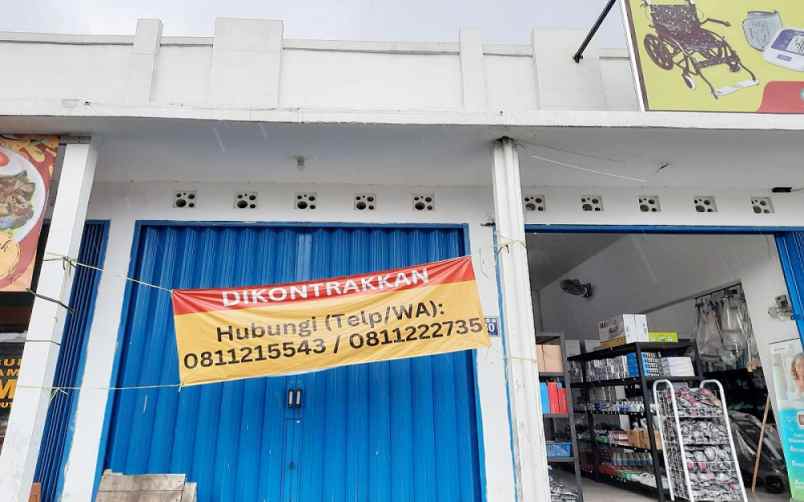 DIKONTRAKKAN
Hubungi (Telp/WA):
0811215543 / 0811222735